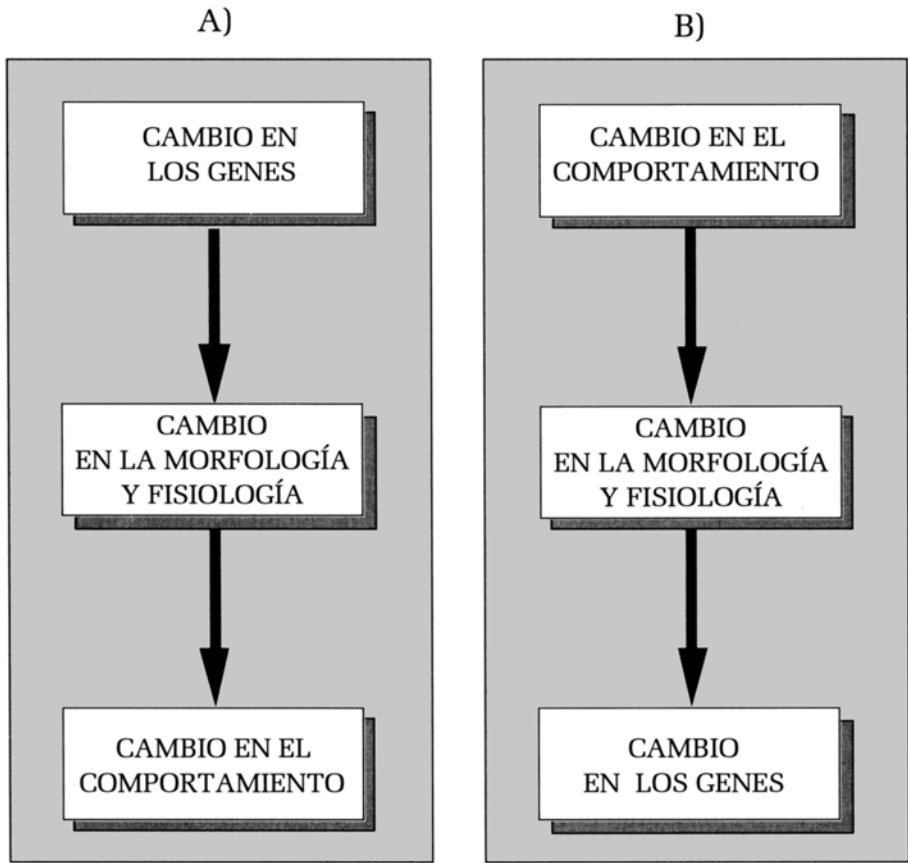 A)
CAMBIO EN
LOS GENES
CAMBIO
EN LA MORFOLOGÍA
Y FISIOLOGÍA
CAMBIO EN EL
COMPORTAMIENTO
B)
CAMBIO EN EL
COMPORTAMIENTO
CAMBIO
EN LA MORFOLOGÍA
Y FISIOLOGÍA
CAMBIO
EN LOS GENES